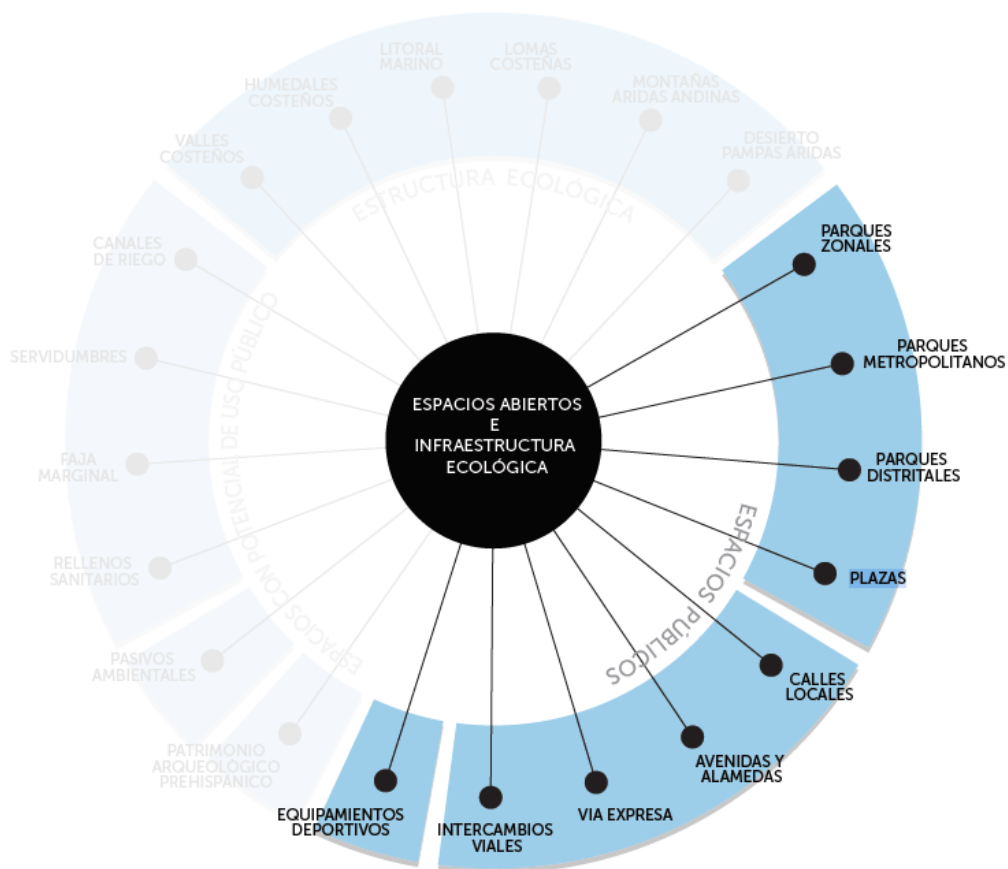 LITORAL
MARINO
LOMAS
COSTEÑAS
HUMEDALES
COSTEÑOS
MONTAÑAS
ARIDAS ANDINAS
VALLES
COSTEÑOS
DESIERTO
PAMPAS ÁRIDAS
ESTRUCTURA ECOLÓGICA
CANALES
DE RIEGO
SERVIDUMBRES
FAJA
MARGINAL
RELLENOS
SANITARIOS
PASIVOS
AMBIENTALES
PATRIMONIO
ARQUEOLÓGICO
PREHISPÁNICO
ESPACIOS CON POTENCIAL DE USO PÚBLICO
ESPACIOS ABIERTOS
E
INFRAESTRUCTURA
ECOLÓGICA
PARQUES
ZONALES
PARQUES
METROPOLITANOS
PARQUES
DISTRITALES
PLAZAS
ESPACIOS PÚBLICOS
CALLES
LOCALES
AVENIDAS Y
ALAMEDAS
VIA EXPRESA
INTERCAMBIOS
VIALES
EQUIPAMIENTOS
DEPORTIVOS